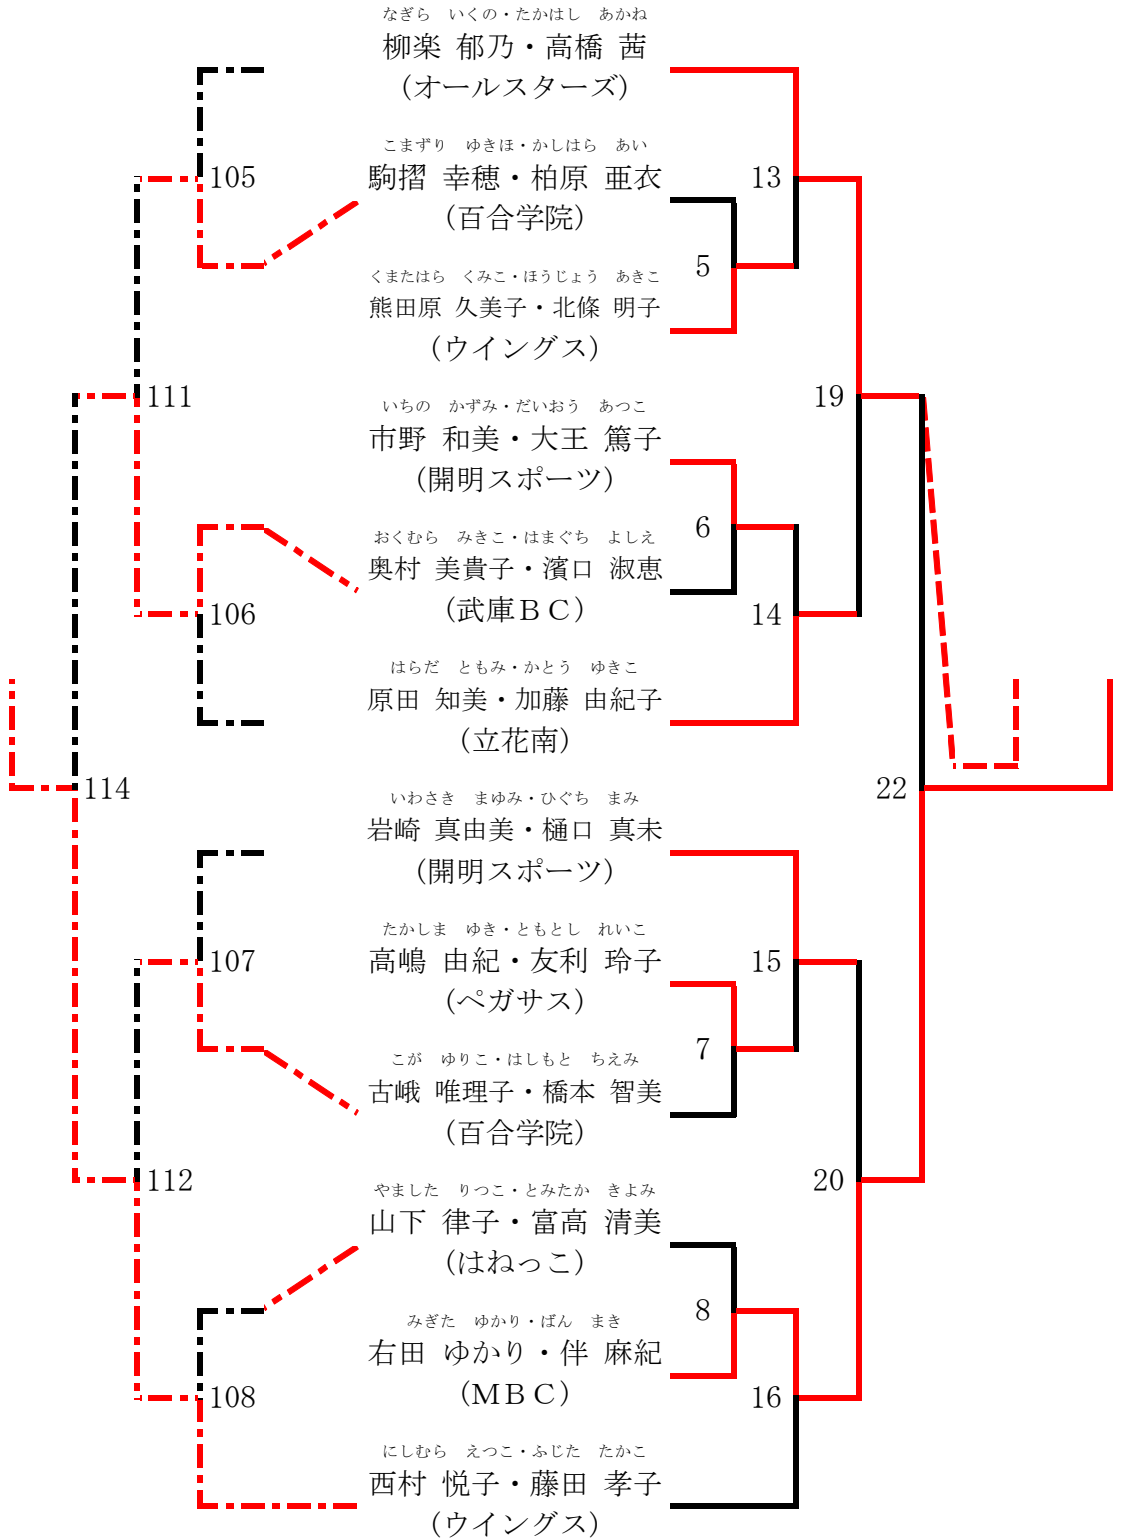 なぎら いくの・たかはし あかね
柳楽 郁乃・高橋 茜
（オールスターズ）
こまずり ゆきほ・かしはら あい
105
駒摺 幸穂・柏原 亜衣
13
（百合学院）
5
くまたはら くみこ・ほうじょう あきこ
熊田原 久美子・北條 明子
（ウイングス）
111
19
いちの かずみ・だいおう あつこ
市野 和美・大王 篤子
（開明スポーツ）
6
おくむら みきこ・はまぐち よしえ
奥村 美貴子・濱口 淑恵
（武庫ＢＣ）
106
14
はらだ ともみ・かとう ゆきこ
原田 知美・加藤 由紀子
（立花南）
114
22
いわさき まゆみ・ひぐち まみ
岩崎 真由美・樋口 真未
（開明スポーツ）
たかしま ゆき・ともとし れいこ
107
高嶋 由紀・友利 玲子
15
（ペガサス）
7
こが ゆりこ・はしもと ちえみ
古峨 唯理子・橋本 智美
（百合学院）
112
20
やました りつこ・とみたか きよみ
山下 律子・富高 清美
（はねっこ）
8
みぎた ゆかり・ばん まき
右田 ゆかり・伴 麻紀
（ＭＢＣ）
108
16
にしむら えつこ・ふじた たかこ
西村 悦子・藤田 孝子
（ウイングス）